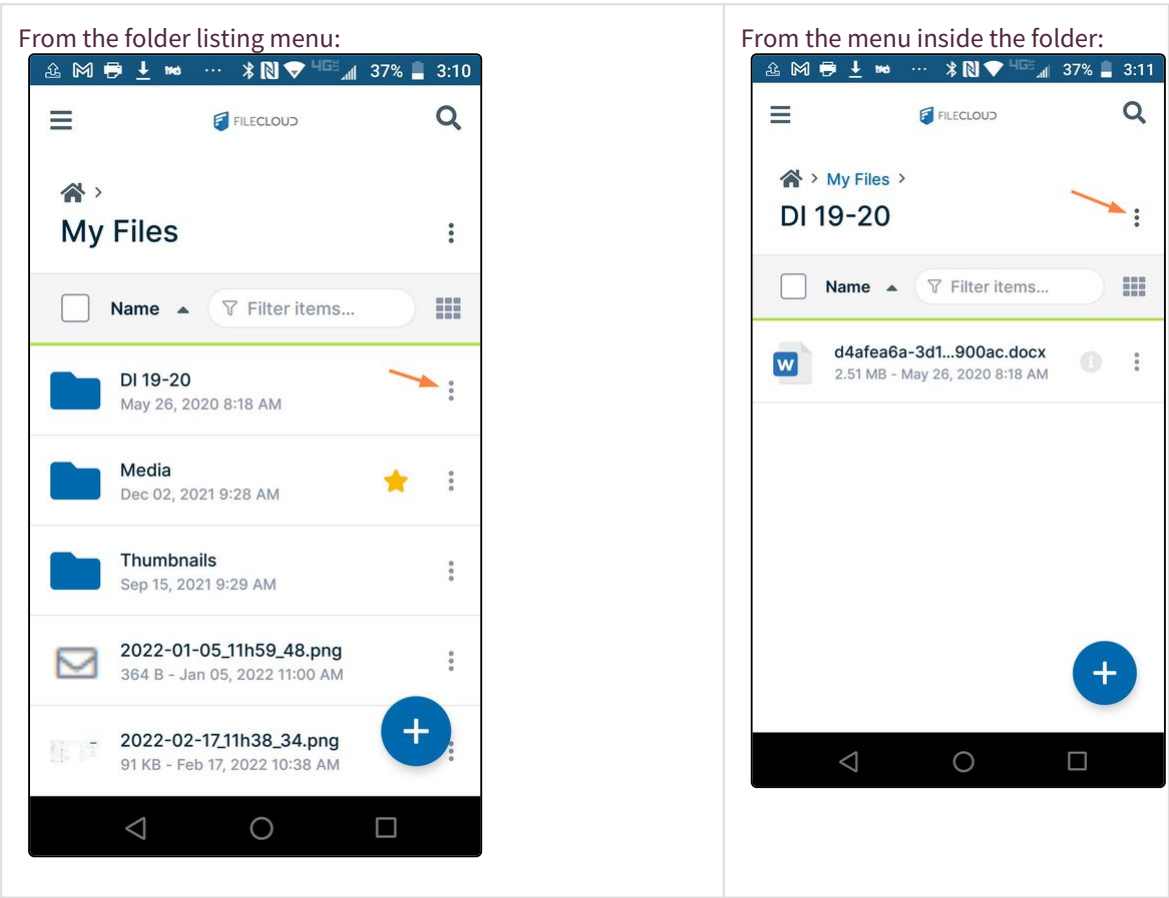 From the folder listing menu:
37% 3:10
FILECLOUD
My Files
Name Filter items...
DI 19-20
May 26, 2020 8:18 AM
Media
Dec 02, 2021 9:28 AM
Thumbnails
Sep 15, 2021 9:29 AM
2022-01-05_11h59_48.png
364 B - Jan 05, 2022 11:00 AM
2022-02-17_11h38_34.png
91 KB - Feb 17, 2022 10:38 AM
From the menu inside the folder:
4G 37% 3:11
FILECLOUD
My Files
DI 19-20
Name Filter items...
W d4afea6a-3d1...900ac.docx
2.51 MB - May 26, 2020 8:18 AM